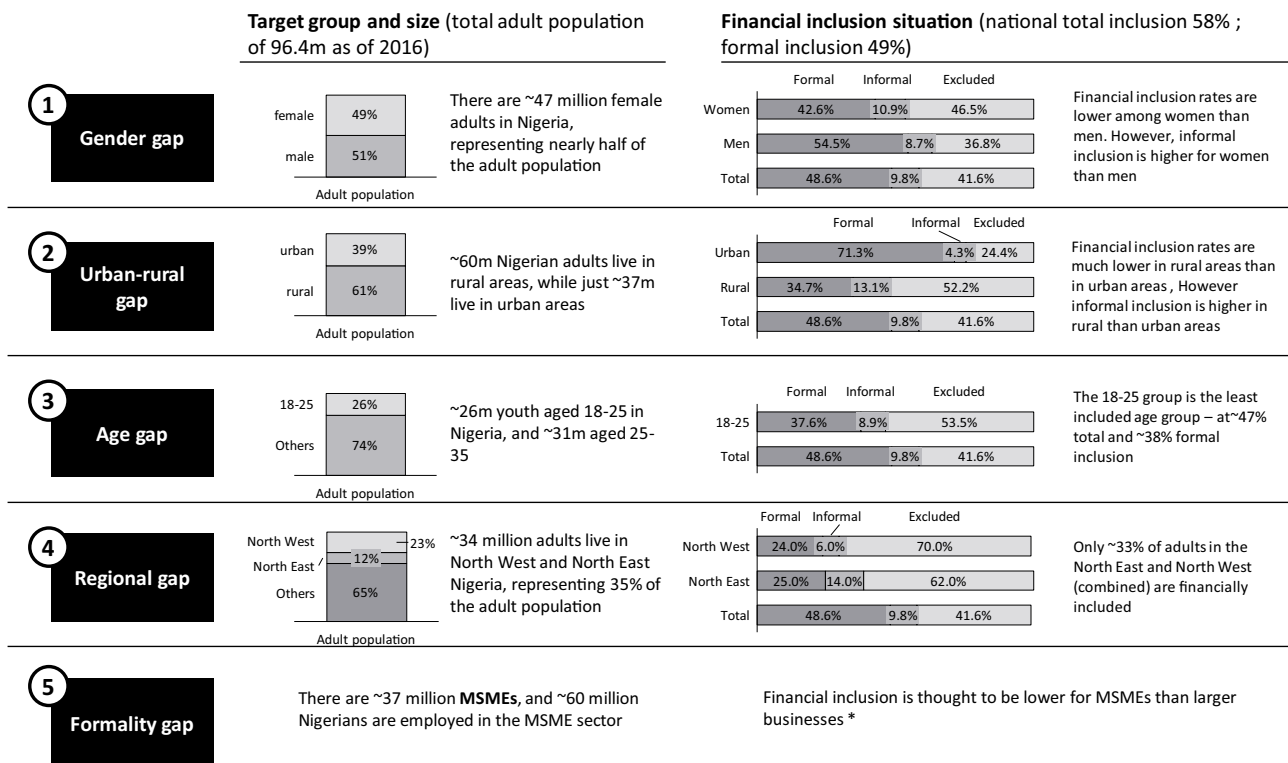 Target group and size (total adult population
of 96.4m as of 2016)
Financial inclusion situation (national total inclusion 58% ;
formal inclusion 49%)
1
Gender gap
female
49%
male
51%
Adult population
There are ~47 million female
adults in Nigeria,
representing nearly half of
the adult population
Formal Informal Excluded
Women 42.6% 10.9% 46.5%
Men 54.5% 8.7% 36.8%
Total 48.6% 9.8% 41.6%
Financial inclusion rates are
lower among women than
men. However, informal
inclusion is higher for women
than men
2
Urban-rural
gap
urban
39%
rural
61%
Adult population
~60m Nigerian adults live in
rural areas, while just ~37m
live in urban areas
Formal Informal Excluded
Urban 71.3% 4.3% 24.4%
Rural 34.7% 13.1% 52.2%
Total 48.6% 9.8% 41.6%
Financial inclusion rates are
much lower in rural areas than
in urban areas , However
informal inclusion is higher in
rural than urban areas
3
Age gap
18-25
26%
Others
74%
Adult population
~26m youth aged 18-25 in
Nigeria, and ~31m aged 25-
35
Formal Informal Excluded
18-25 37.6% 8.9% 53.5%
Total 48.6% 9.8% 41.6%
The 18-25 group is the least
included age group – at~47%
total and ~38% formal
inclusion
4
Regional gap
North West
23%
North East
12%
Others
65%
Adult population
~34 million adults live in
North West and North East
Nigeria, representing 35% of
the adult population
Formal Informal Excluded
North West 24.0% 6.0% 70.0%
North East 25.0% 14.0% 62.0%
Total 48.6% 9.8% 41.6%
Only ~33% of adults in the
North East and North West
(combined) are financially
included
5
Formality gap
There are ~37 million MSMEs, and ~60 million
Nigerians are employed in the MSME sector
Financial inclusion is thought to be lower for MSMEs than larger
businesses *